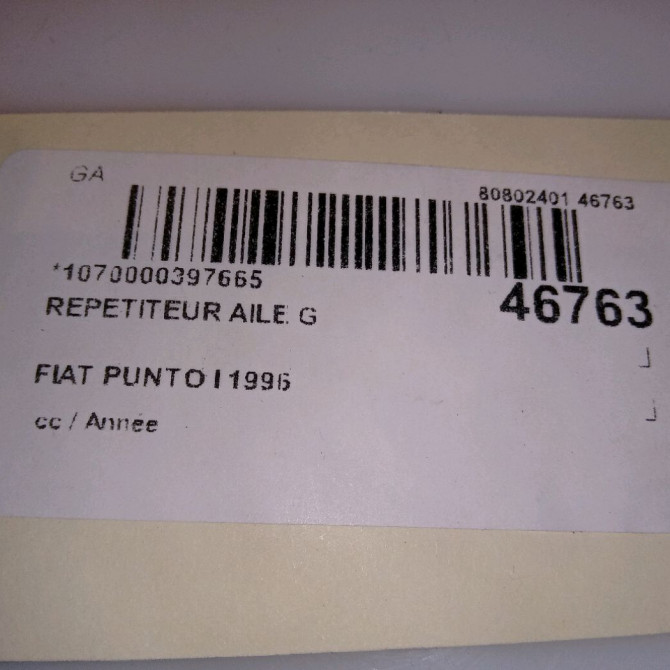 GA
80802401 46763
*1070000397665
46763
REPETITEUR AILE G
FIAT PUNTO I 1996
cc / Année